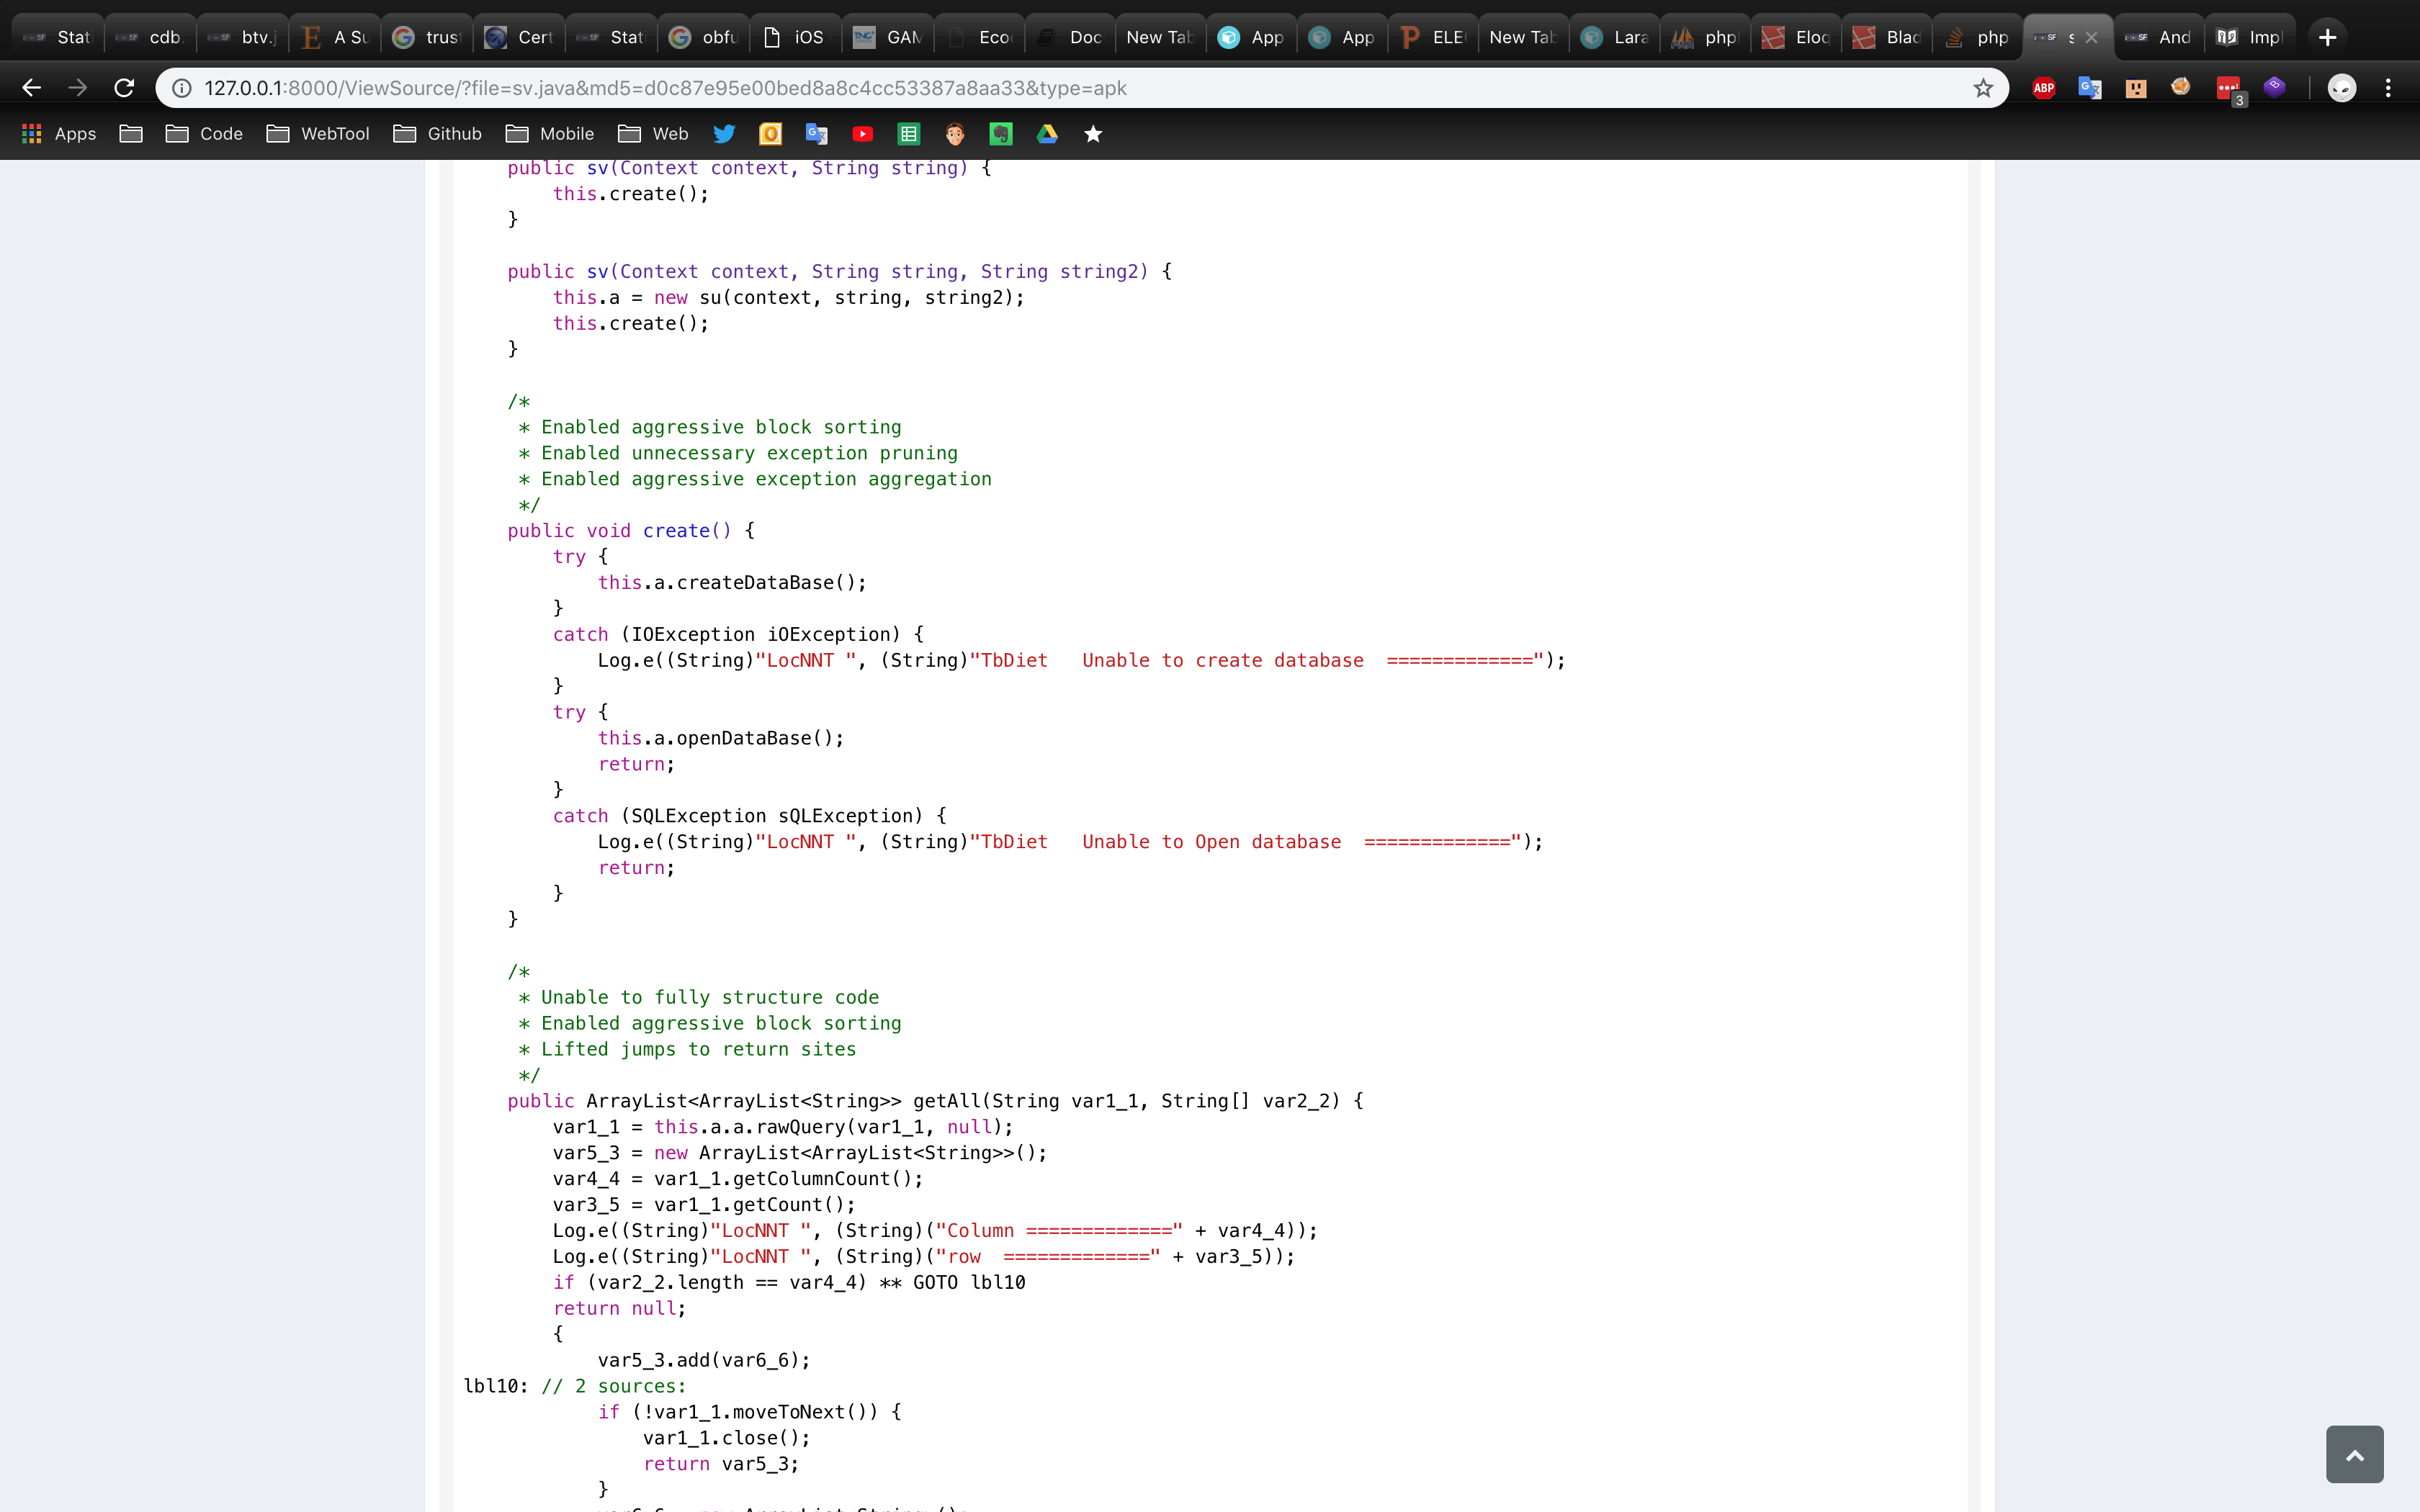 Stati cdb. btv.j A Su trus Cert Stati obfu iOS GAM Eco Doc New Tab App App ELE New Tab Lara php Eloq Blad php s And Impl
127.0.0.1:8000/ViewSource/?file=sv.java&md5=d0c87e95e00bed8a8c4cc53387a8aa33&type=apk ABP 3
Apps Code WebTool Github Mobile Web
public sv(Context context, String string) {
this.create();
}
public sv(Context context, String string, String string2) {
this.a = new su(context, string, string2);
this.create();
}
/*
* Enabled aggressive block sorting
* Enabled unnecessary exception pruning
* Enabled aggressive exception aggregation
*/
public void create() {
try {
this.a.createDataBase();
}
catch (IOException iOException) {
Log.e((String)"LocNNT ", (String)"TbDiet   Unable to create database  =============");
}
try {
this.a.openDataBase();
return;
}
catch (SQLException sQLException) {
Log.e((String)"LocNNT ", (String)"TbDiet   Unable to Open database  =============");
return;
}
}
/*
* Unable to fully structure code
* Enabled aggressive block sorting
* Lifted jumps to return sites
*/
public ArrayList<ArrayList<String>> getAll(String var1_1, String[] var2_2) {
var1_1 = this.a.a.rawQuery(var1_1, null);
var5_3 = new ArrayList<ArrayList<String>>();
var4_4 = var1_1.getColumnCount();
var3_5 = var1_1.getCount();
Log.e((String)"LocNNT ", (String)("Column =============" + var4_4));
Log.e((String)"LocNNT ", (String)("row  =============" + var3_5));
if (var2_2.length == var4_4) ** GOTO lbl10
return null;
{
var5_3.add(var6_6);
lbl10: // 2 sources:
if (!var1_1.moveToNext()) {
var1_1.close();
return var5_3;
}